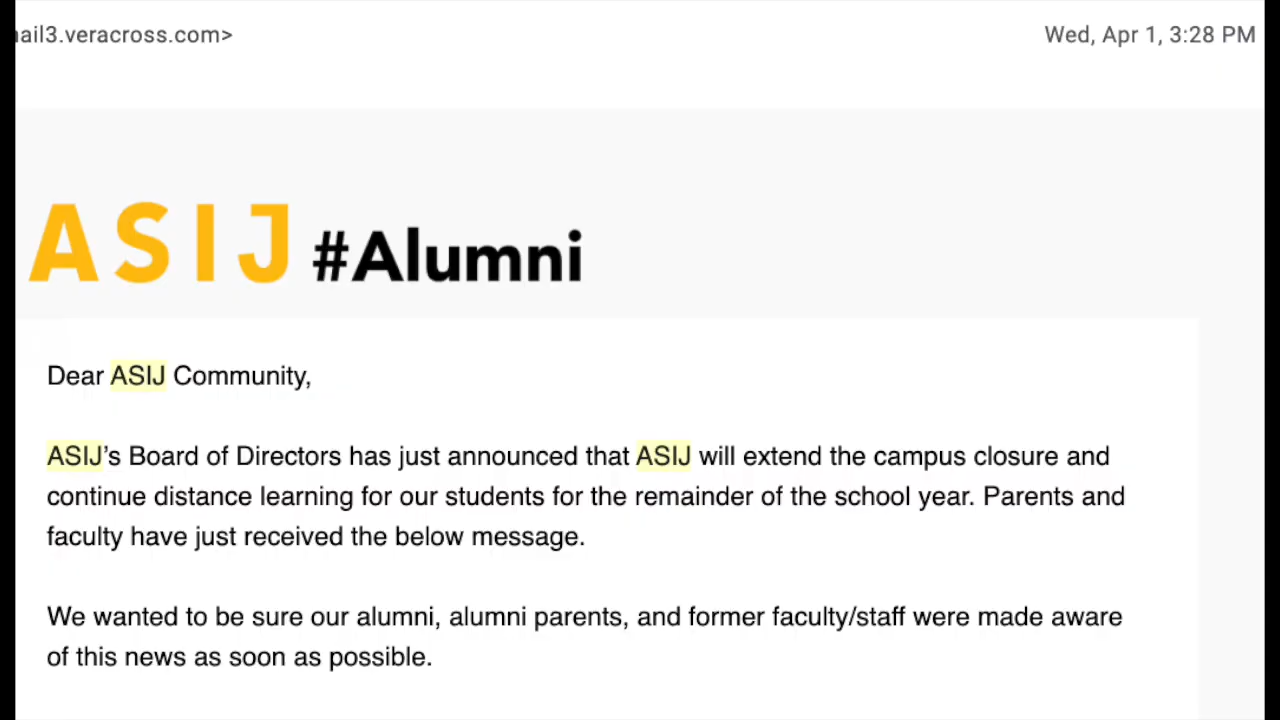 ail3.veracross.com>
Wed, Apr 1, 3:28 PM
ASIJ #Alumni
Dear ASIJ Community,
ASIJ’s Board of Directors has just announced that ASIJ will extend the campus closure and
continue distance learning for our students for the remainder of the school year. Parents and
faculty have just received the below message.
We wanted to be sure our alumni, alumni parents, and former faculty/staff were made aware
of this news as soon as possible.